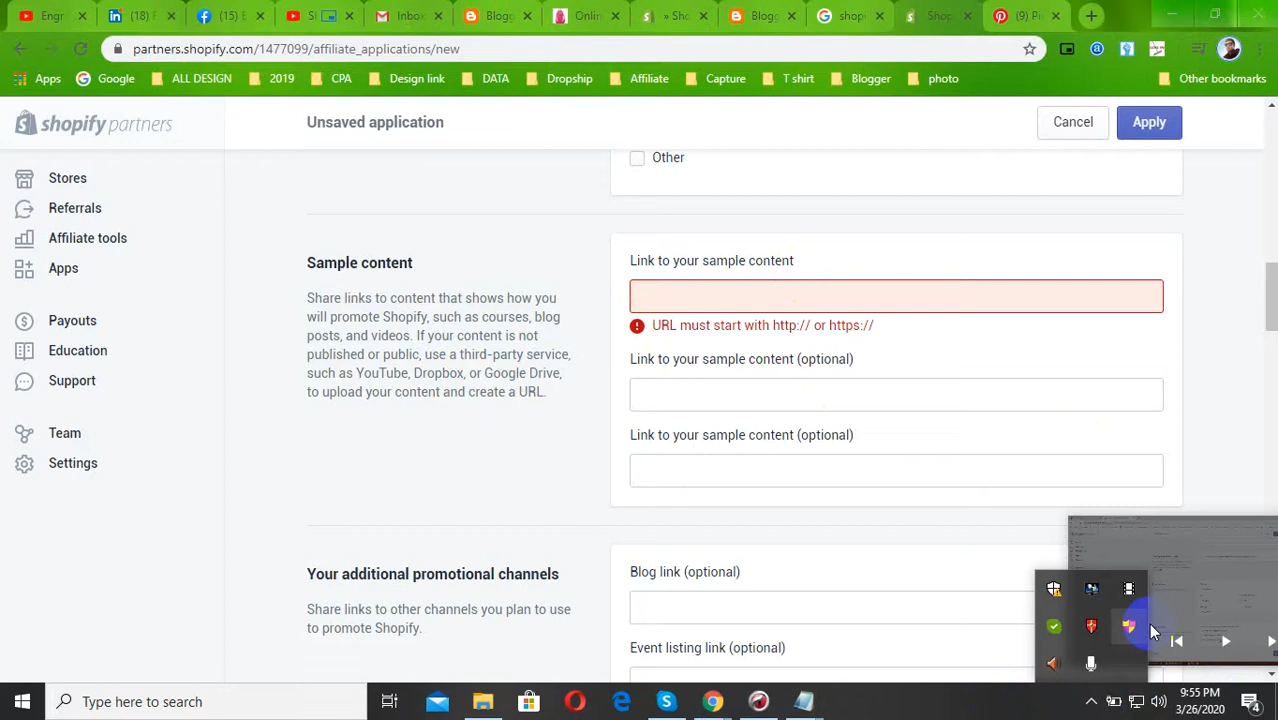 Engr
(18) F
(15) E
S
Inbox
Blogg
Online
» Sho
Blogg
shopi
Shop
(9) Pi
partners.shopify.com/1477099/affiliate_applications/new
Apps
Google
ALL DESIGN
2019
CPA
Design link
DATA
Dropship
Affiliate
Capture
T shirt
Blogger
photo
Other bookmarks
shopify partners
Unsaved application
Cancel
Apply
Other
Stores
Referrals
Affiliate tools
Apps
Payouts
Education
Support
Team
Settings
Sample content
Share links to content that shows how you
will promote Shopify, such as courses, blog
posts, and videos. If your content is not
published or public, use a third-party service,
such as YouTube, Dropbox, or Google Drive,
to upload your content and create a URL.
Link to your sample content
URL must start with http:// or https://
Link to your sample content (optional)
Link to your sample content (optional)
Your additional promotional channels
Share links to other channels you plan to use
to promote Shopify.
Blog link (optional)
Event listing link (optional)
Type here to search
9:55 PM
3/26/2020
4